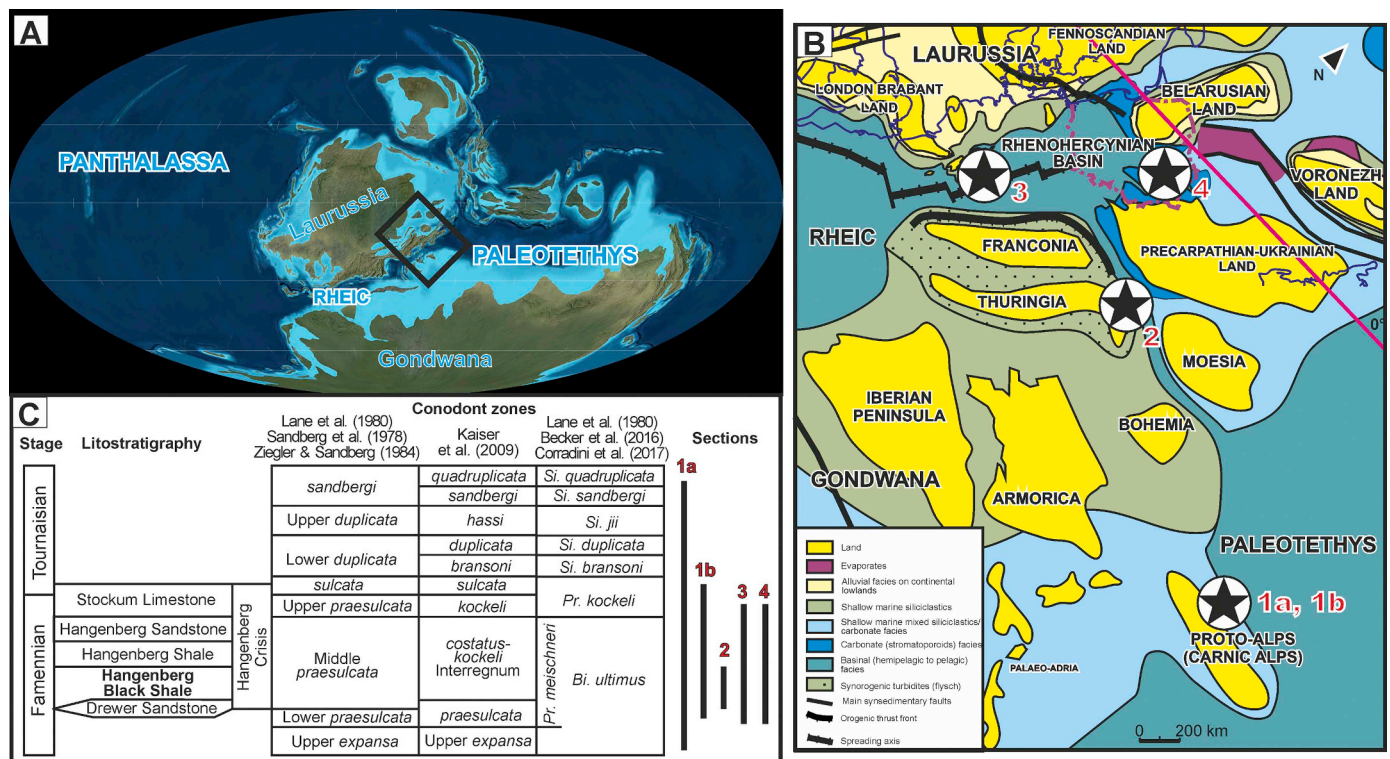 A
PANTHALASSA
Laurussia
PALEOTETHYS
RHEIC
Gondwana
B
LAURUSSIA
FENNOSCANDIAN
LAND
N
LONDON BRABANT
LAND
BELARUSIAN
LAND
RHENOHERCYNIAN
BASIN
VORONEZH
LAND
3
4
RHEIC
FRANCONIA
PRECARPATHIAN-UKRAINIAN
LAND
THURINGIA
0°
2
MOESIA
IBERIAN
PENINSULA
BOHEMIA
GONDWANA
ARMORICA
PALEOTETHYS
1a, 1b
PROTO-ALPS
(CARNIC ALPS)
PALAEO-ADRIA
0 200 km
Land
Evaporates
Alluvial facies on continental
lowlands
Shallow marine siliciclastics
Shallow marine mixed siliciclastics/
carbonate facies
Carbonate (stromatoporoids) facies
Basinal (hemipelagic to pelagic)
facies
Synorogenic turbidites (flysch)
Main synsedimentary faults
Orogenic thrust front
Spreading axis
C
Conodont zones
Stage
Litostratigraphy
Lane et al. (1980)
Sandberg et al. (1978)
Ziegler & Sandberg (1984)
Kaiser
et al. (2009)
Lane et al. (1980)
Becker et al. (2016)
Corradini et al. (2017)
Sections
Tournaisian
Famennian
Stockum Limestone
Hangenberg Sandstone
Hangenberg Shale
Hangenberg
Black Shale
Drewer Sandstone
Hangenberg
Crisis
sandbergi
Upper duplicata
Lower duplicata
sulcata
Upper praesulcata
Middle
praesulcata
Lower praesulcata
Upper expansa
quadruplicata
sandbergi
hassi
duplicata
bransoni
sulcata
kockeli
costatus-
kockeli
Interregnum
praesulcata
Upper expansa
Si. quadruplicata
Si. sandbergi
Si. jii
Si. duplicata
Si. bransoni
Pr. kockeli
Pr. meischneri
Bi. ultimus
1a
1b
2
3
4